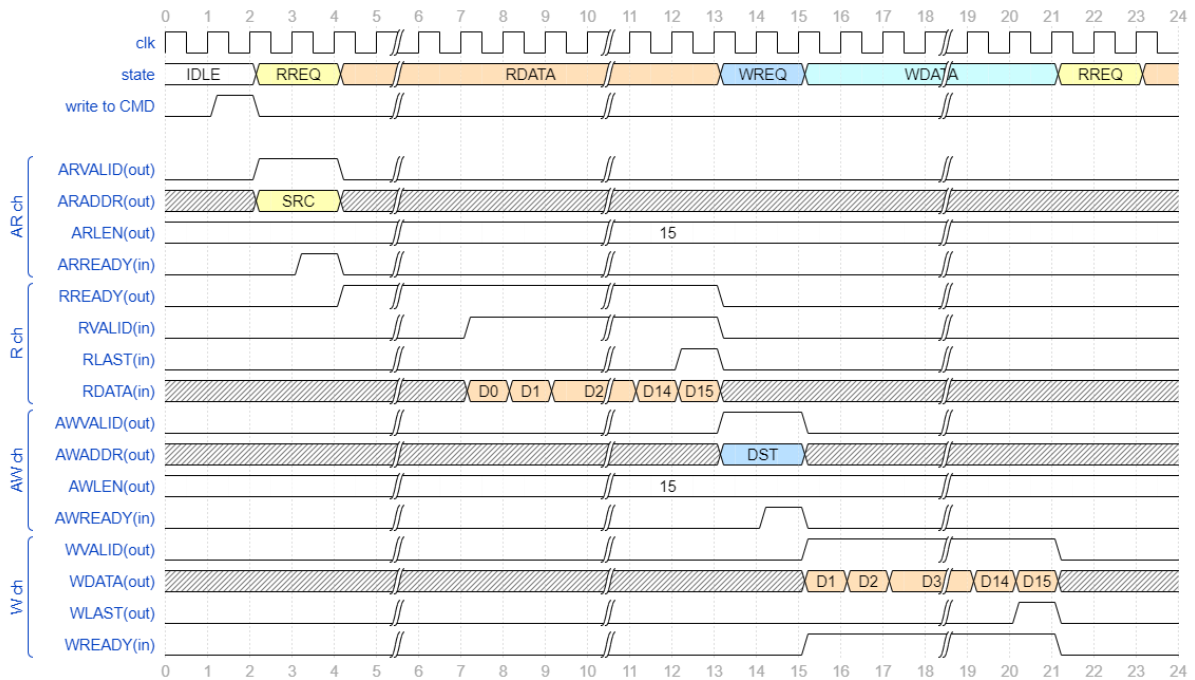 0 1 2 3 4 5 6 7 8 9 10 11 12 13 14 15 16 17 18 19 20 21 22 23 24
clk
state IDLE RREQ RDATA WREQ WDATA RREQ
write to CMD
AR ch
ARVALID(out)
ARADDR(out) SRC
ARLEN(out) 15
ARREADY(in)
R ch
RREADY(out)
RVALID(in)
RLAST(in)
RDATA(in) D0 D1 D2 D14 D15
AW ch
AWVALID(out)
AWADDR(out) DST
AWLEN(out) 15
AWREADY(in)
W ch
WVALID(out)
WDATA(out) D1 D2 D3 D14 D15
WLAST(out)
WREADY(in)
0 1 2 3 4 5 6 7 8 9 10 11 12 13 14 15 16 17 18 19 20 21 22 23 24